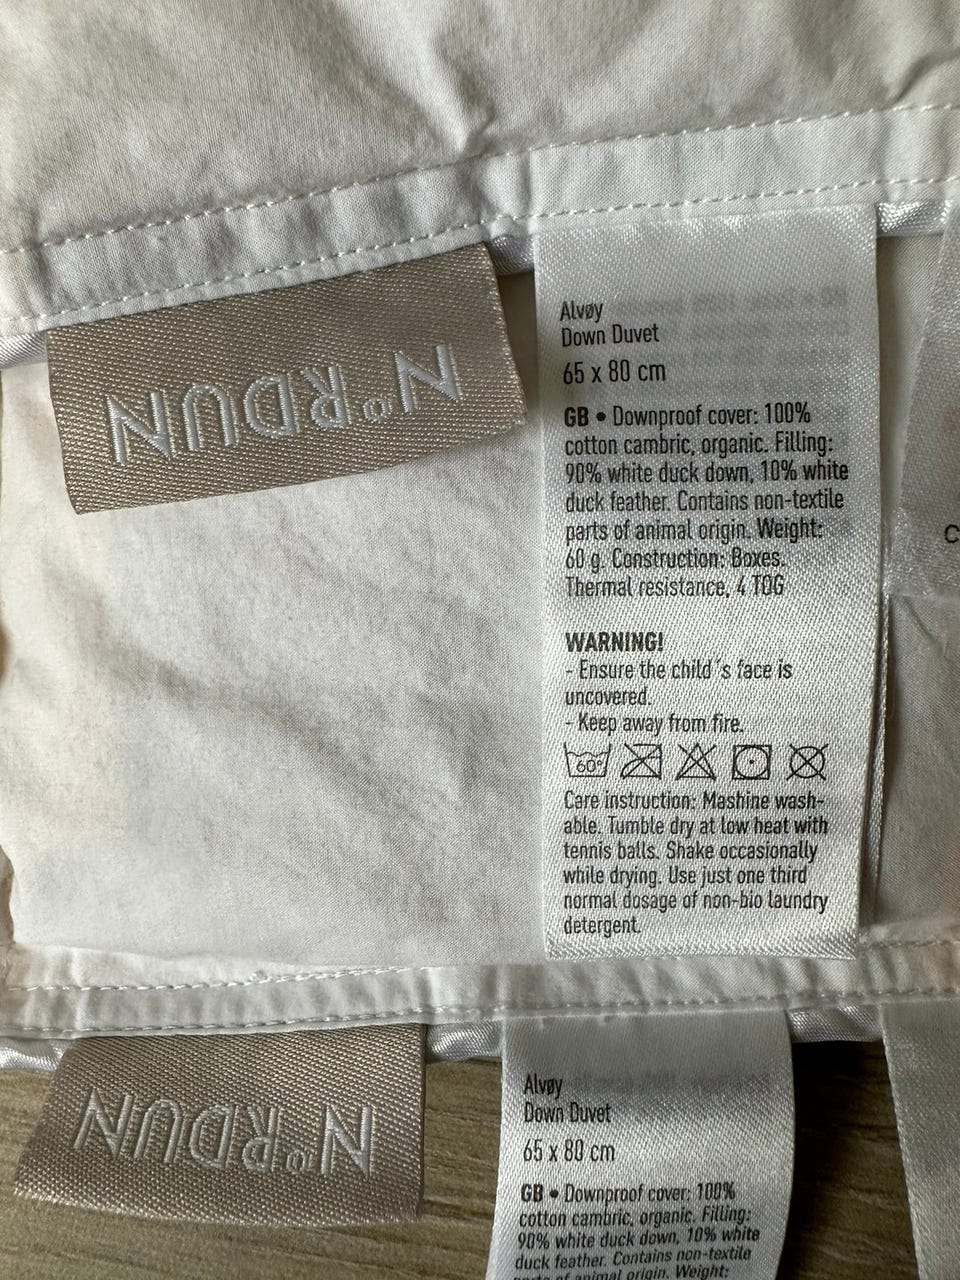 NORDUN
Alvøy
Down Duvet
65 x 80 cm
GB • Downproof cover: 100%
cotton cambric, organic. Filling:
90% white duck down, 10% white
duck feather. Contains non-textile
parts of animal origin. Weight:
60 g. Construction: Boxes.
Thermal resistance, 4 TOG
WARNING!
- Ensure the child´s face is
uncovered.
- Keep away from fire.
60°
Care instruction: Mashine wash-
able. Tumble dry at low heat with
tennis balls. Shake occasionally
while drying. Use just one third
normal dosage of non-bio laundry
detergent.
NORDUN
Alvøy
Down Duvet
65 x 80 cm
GB • Downproof cover: 100%
cotton cambric, organic. Filling:
90% white duck down, 10% white
duck feather. Contains non-textile
parts of animal origin. Weight: